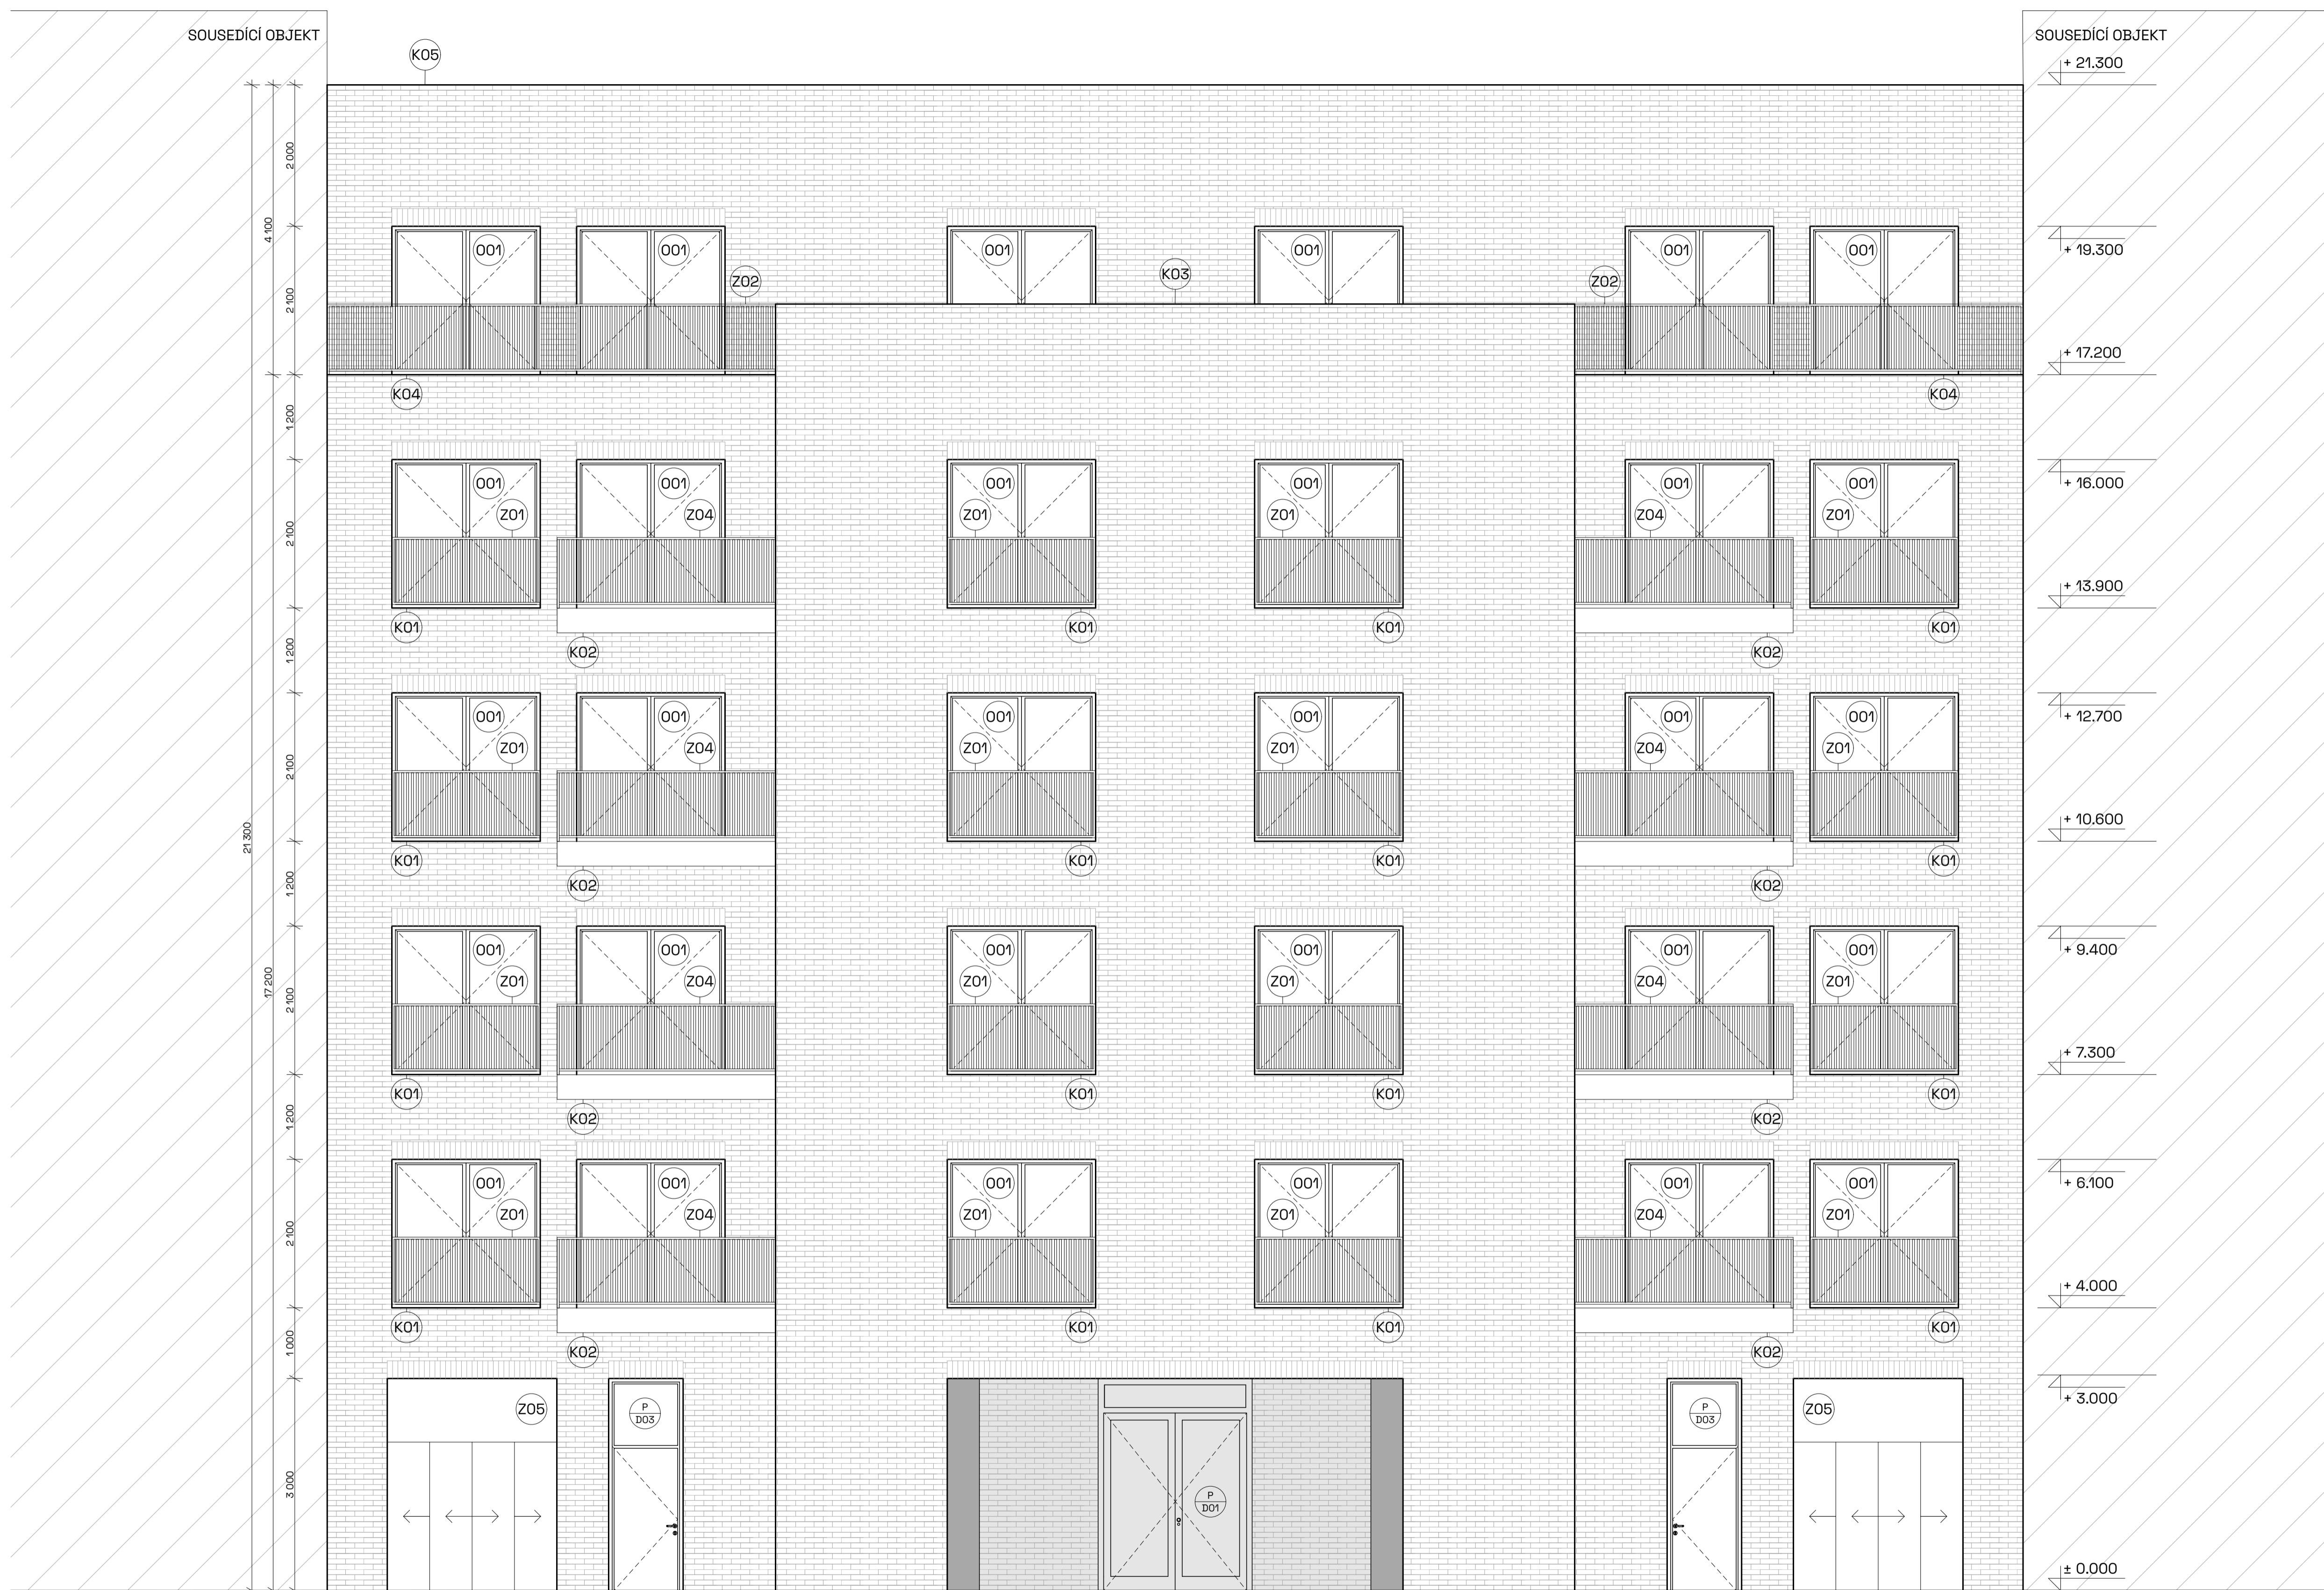 SOUSEDÍCÍ OBJEKT
SOUSEDÍCÍ OBJEKT
K05
+ 21.300
2 000
4 100
001
001
001
001
001
001
+ 19.300
Z02
K03
Z02
2 100
+ 17.200
K04
K04
1 200
001
001
001
001
001
001
+ 16.000
Z01
Z04
Z01
Z01
Z04
Z01
2 100
+ 13.900
K01
K01
K01
K01
1 200
K02
K02
001
001
001
001
001
001
+ 12.700
Z01
Z04
Z01
Z01
Z04
Z01
2 100
21 300
+ 10.600
K01
K01
K01
K01
1 200
K02
K02
001
001
001
001
001
001
+ 9.400
17 200
Z01
Z04
Z01
Z01
Z04
Z01
2 100
+ 7.300
K01
K01
K01
K01
1 200
K02
K02
001
001
001
001
001
001
+ 6.100
Z01
Z04
Z01
Z01
Z04
Z01
2 100
+ 4.000
K01
K01
K01
K01
1 000
K02
K02
+ 3.000
Z05
P
D03
P
D03
Z05
3 000
P
D01
± 0.000